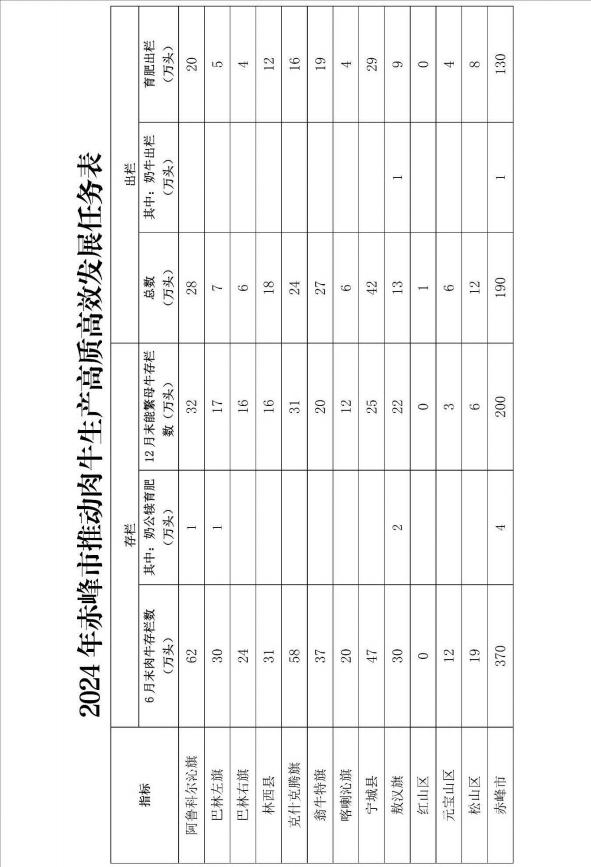 2024 年赤峰市推动肉牛生产高质高效发展任务表
指标 存栏 出栏
6 月末肉牛存栏数（万头） 其中：奶公犊育肥（万头） 12 月末能繁母牛存栏数（万头） 总数（万头） 其中：奶牛出栏（万头） 育肥出栏（万头）
阿鲁科尔沁旗 62 1 32 28 20
巴林左旗 30 1 17 7 5
巴林右旗 24 16 6 4
林西县 31 16 18 12
克什克腾旗 58 31 24 16
翁牛特旗 37 20 27 19
喀喇沁旗 20 12 6 4
宁城县 47 25 42 29
敖汉旗 30 2 22 13 1 9
红山区 0 0 1 0
元宝山区 12 3 6 4
松山区 19 6 12 8
赤峰市 370 4 200 190 1 130